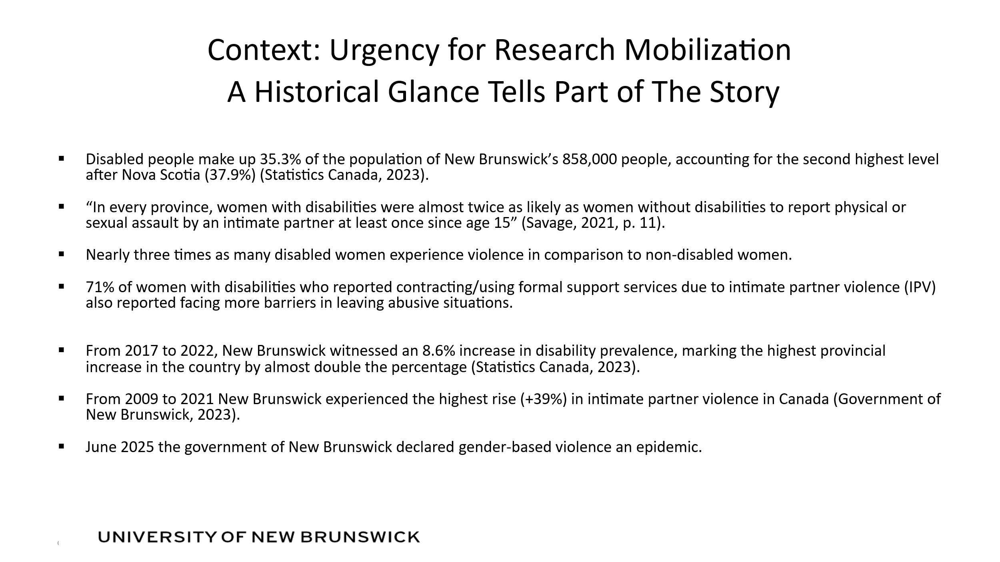 Context: Urgency for Research Mobilization
A Historical Glance Tells Part of The Story
▪ Disabled people make up 35.3% of the population of New Brunswick’s 858,000 people, accounting for the second highest level
after Nova Scotia (37.9%) (Statistics Canada, 2023).
▪ “In every province, women with disabilities were almost twice as likely as women without disabilities to report physical or
sexual assault by an intimate partner at least once since age 15” (Savage, 2021, p. 11).
▪ Nearly three times as many disabled women experience violence in comparison to non-disabled women.
▪ 71% of women with disabilities who reported contracting/using formal support services due to intimate partner violence (IPV)
also reported facing more barriers in leaving abusive situations.
▪ From 2017 to 2022, New Brunswick witnessed an 8.6% increase in disability prevalence, marking the highest provincial
increase in the country by almost double the percentage (Statistics Canada, 2023).
▪ From 2009 to 2021 New Brunswick experienced the highest rise (+39%) in intimate partner violence in Canada (Government of
New Brunswick, 2023).
▪ June 2025 the government of New Brunswick declared gender-based violence an epidemic.
UNIVERSITY OF NEW BRUNSWICK